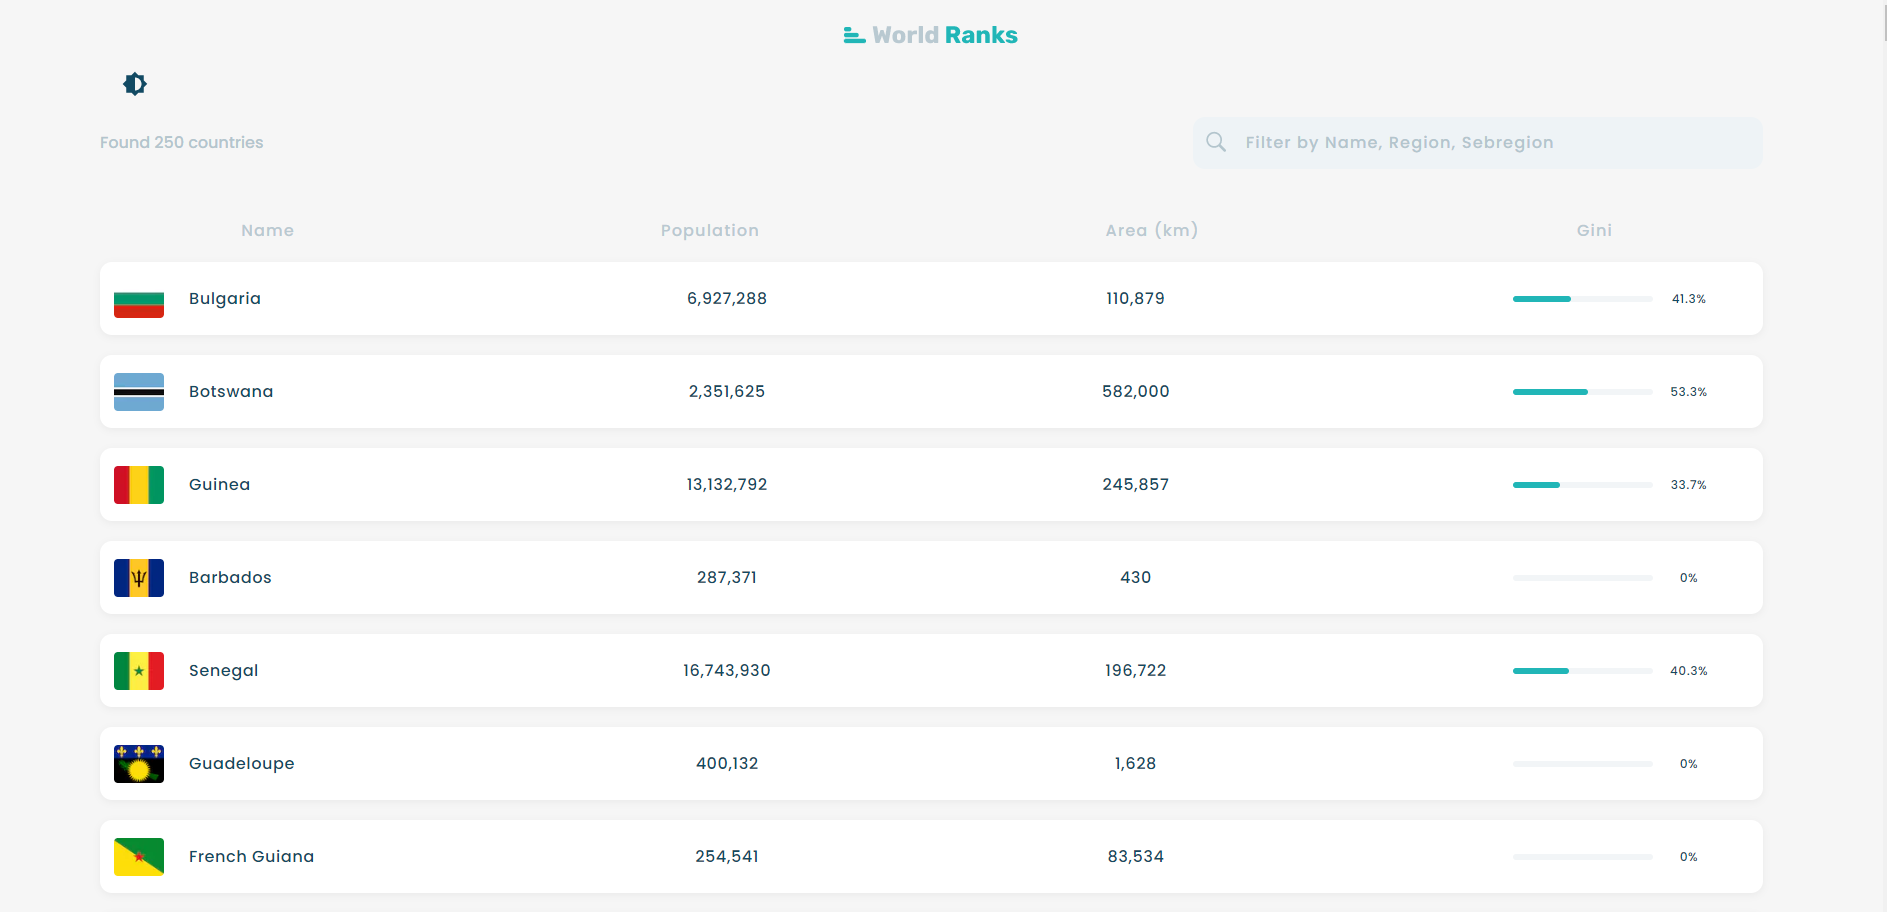 World Ranks
Found 250 countries
Filter by Name, Region, Sebregion
Name Population Area (km) Gini
Bulgaria 6,927,288 110,879 41.3%
Botswana 2,351,625 582,000 53.3%
Guinea 13,132,792 245,857 33.7%
Barbados 287,371 430 0%
Senegal 16,743,930 196,722 40.3%
Guadeloupe 400,132 1,628 0%
French Guiana 254,541 83,534 0%